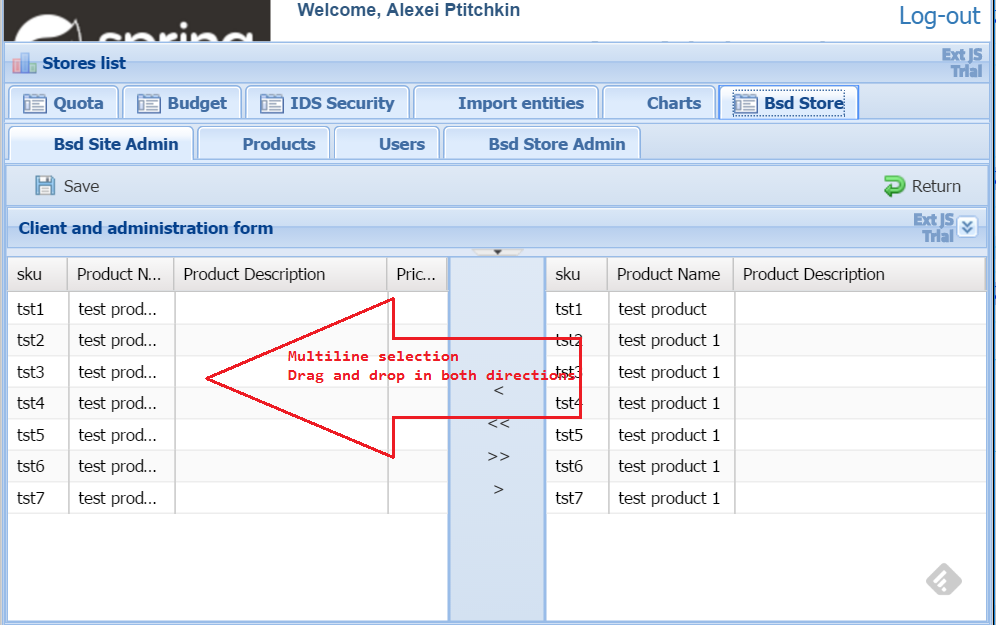 Welcome, Alexei Ptitchkin
Log-out
spring
Stores list
Ext JS
Trial
Quota
Budget
IDS Security
Import entities
Charts
Bsd Store
Bsd Site Admin
Products
Users
Bsd Store Admin
Save
Return
Client and administration form
Ext JS
Trial
sku Product N... Product Description Pric... sku Product Name Product Description
tst1 test prod... tst1 test product
tst2 test prod... tst2 test product 1
Multiline selection
tst3 test prod... tst3 test product 1
Drag and drop in both directions
<
tst4 test prod... tst4 test product 1
<<
tst5 test prod... tst5 test product 1
>>
tst6 test prod... tst6 test product 1
>
tst7 test prod... tst7 test product 1